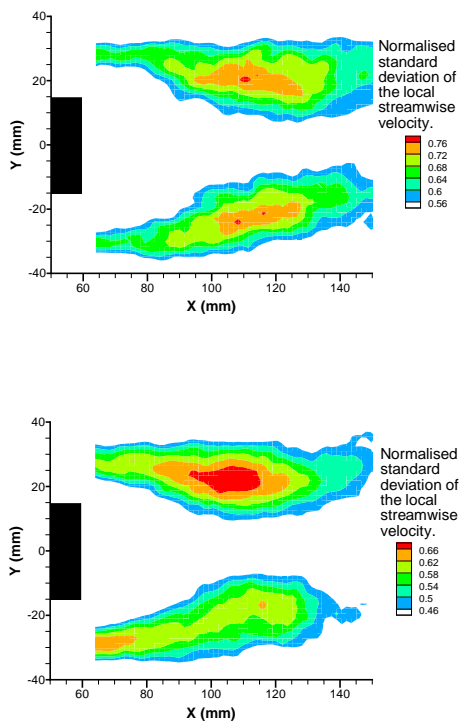 40
20
0
-20
-40
Y (mm)
60
80
100
120
140
X (mm)
Normalised
standard
deviation of
the local
streamwise
velocity.
0.76
0.72
0.68
0.64
0.6
0.56
40
20
0
-20
-40
Y (mm)
60
80
100
120
140
X (mm)
Normalised
standard
deviation of
the local
streamwise
velocity.
0.66
0.62
0.58
0.54
0.5
0.46